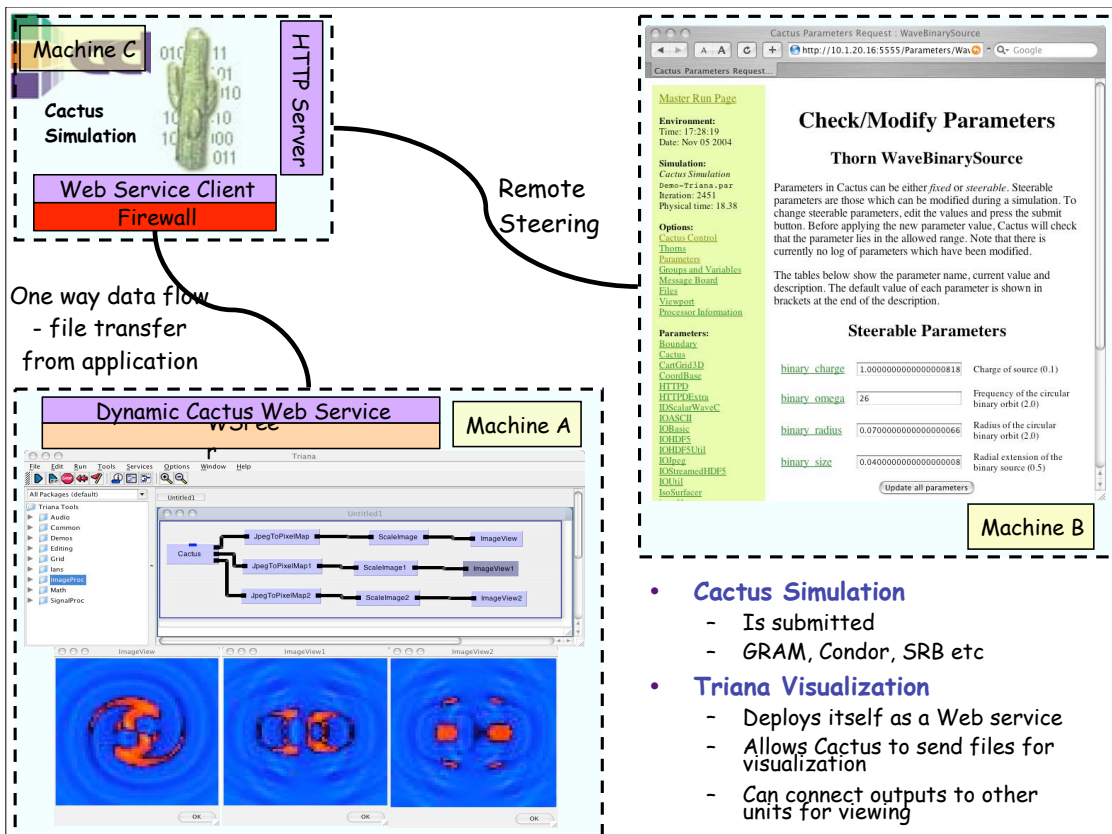 Machine C
Cactus
Simulation
HTTP Server
Web Service Client
Firewall
Remote
Steering
One way data flow
- file transfer
from application
Dynamic Cactus Web Service
WSPeer
Machine A
Triana
File Edit Run Tools Services Options Window Help
All Packages (default)
Triana Tools
Audio
Common
Demos
Editing
Grid
Ians
ImageProc
Math
SignalProc
Untitled1
Untitled1
Cactus
JpegToPixelMap
ScaleImage
ImageView
JpegToPixelMap1
ScaleImage1
ImageView1
JpegToPixelMap2
ScaleImage2
ImageView2
ImageView
ImageView1
ImageView2
OK
OK
OK
Cactus Parameters Request : WaveBinarySource
A A
http://10.1.20.16:5555/Parameters/Wav
Google
Cactus Parameters Request...
Master Run Page
Environment:
Time: 17:28:19
Date: Nov 05 2004
Simulation:
Cactus Simulation
Demo-Triana.par
Iteration: 2451
Physical time: 18.38
Options:
Cactus Control
Thorns
Parameters
Groups and Variables
Message Board
Files
Viewport
Processor Information
Parameters:
Boundary
Cactus
CartGrid3D
CoordBase
HTTPD
HTTPDExtra
IDScalarWaveC
IOASCII
IOBasic
IOHDF5
IOHDF5Util
IOJpeg
IOStreamedHDF5
IOUtil
IsoSurfacer
Check/Modify Parameters
Thorn WaveBinarySource
Parameters in Cactus can be either fixed or steerable. Steerable
parameters are those which can be modified during a simulation. To
change steerable parameters, edit the values and press the submit
button. Before applying the new parameter value, Cactus will check
that the parameter lies in the allowed range. Note that there is
currently no log of parameters which have been modified.
The tables below show the parameter name, current value and
description. The default value of each parameter is shown in
brackets at the end of the description.
Steerable Parameters
binary_charge 1.0000000000000000818 Charge of source (0.1)
binary_omega 26 Frequency of the circular
binary orbit (2.0)
binary_radius 0.0700000000000000066 Radius of the circular
binary orbit (2.0)
binary_size 0.0400000000000000008 Radial extension of the
binary source (0.5)
Update all parameters
Machine B
• Cactus Simulation
– Is submitted
– GRAM, Condor, SRB etc
• Triana Visualization
– Deploys itself as a Web service
– Allows Cactus to send files for
visualization
– Can connect outputs to other
units for viewing